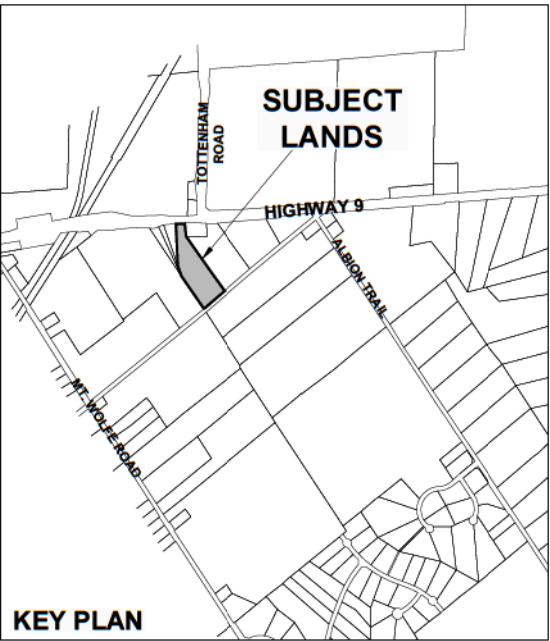 SUBJECT
LANDS
TOTTENHAM
ROAD
HIGHWAY 9
ALBION TRAIL
MT. WOLFE ROAD
KEY PLAN